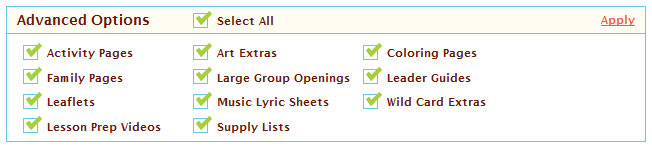 Advanced Options Select All Apply
Activity Pages Art Extras Coloring Pages
Family Pages Large Group Openings Leader Guides
Leaflets Music Lyric Sheets Wild Card Extras
Lesson Prep Videos Supply Lists